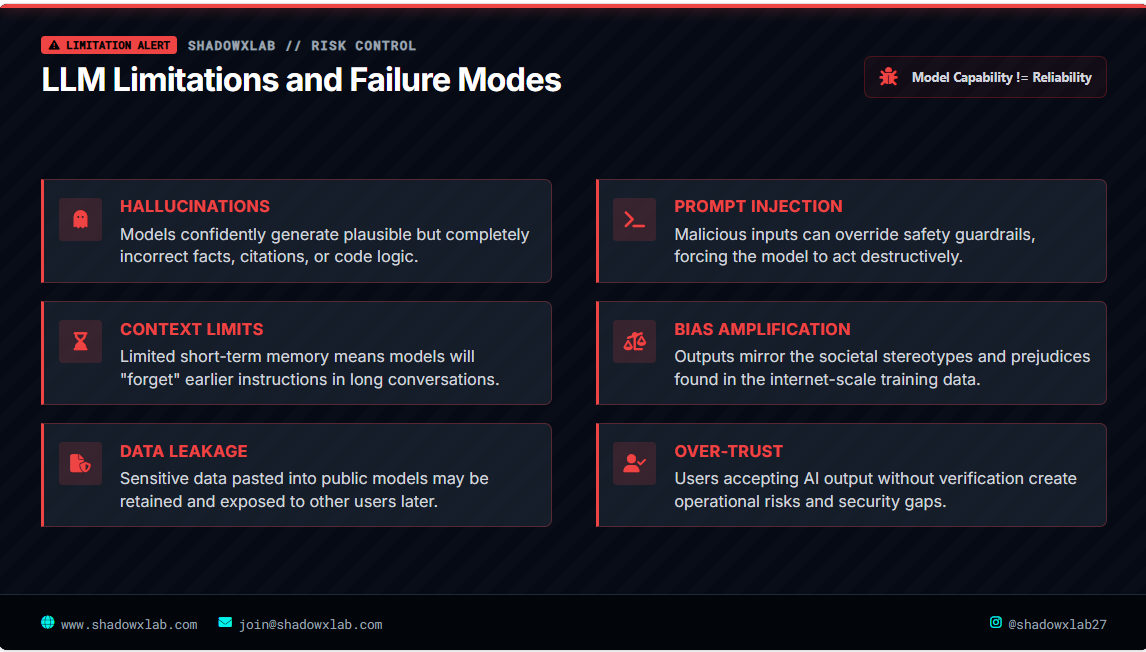 LIMITATION ALERT SHADOWXLAB // RISK CONTROL
LLM Limitations and Failure Modes
Model Capability != Reliability
HALLUCINATIONS
Models confidently generate plausible but completely
incorrect facts, citations, or code logic.
PROMPT INJECTION
Malicious inputs can override safety guardrails,
forcing the model to act destructively.
CONTEXT LIMITS
Limited short-term memory means models will
"forget" earlier instructions in long conversations.
BIAS AMPLIFICATION
Outputs mirror the societal stereotypes and prejudices
found in the internet-scale training data.
DATA LEAKAGE
Sensitive data pasted into public models may be
retained and exposed to other users later.
OVER-TRUST
Users accepting AI output without verification create
operational risks and security gaps.
www.shadowxlab.com join@shadowxlab.com @shadowxlab27